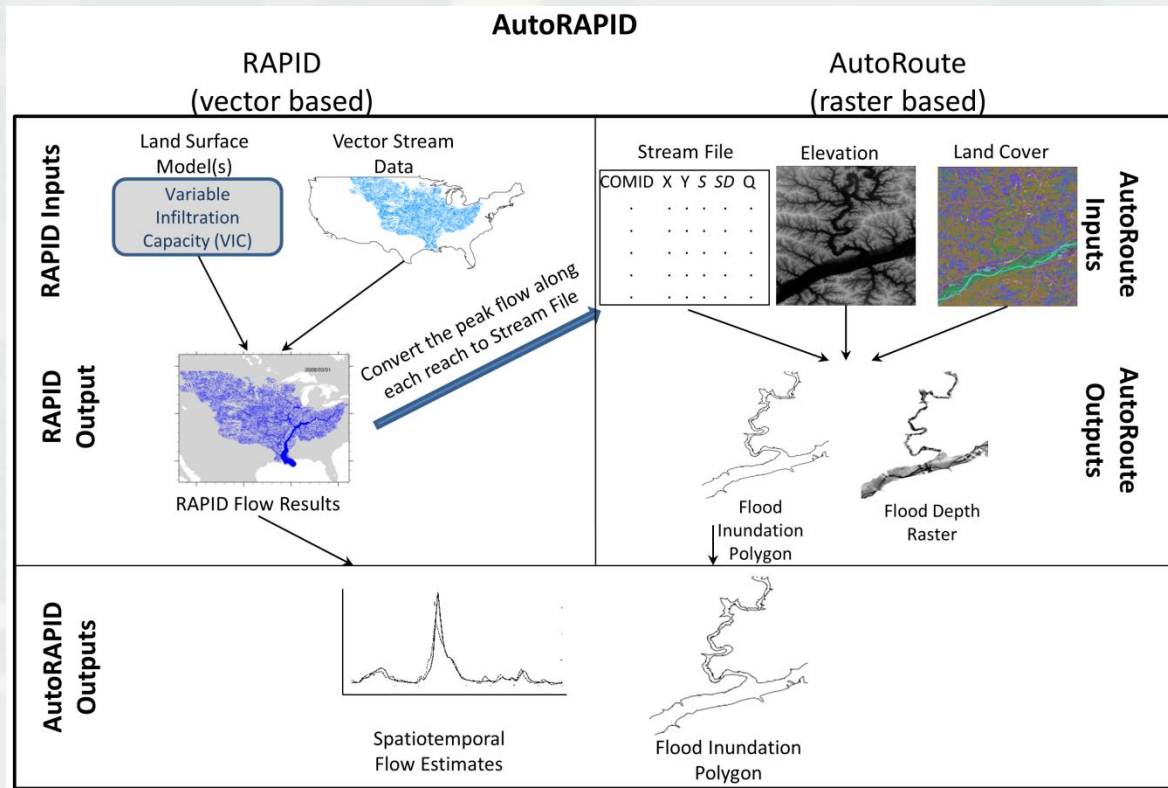 AutoRAPID
RAPID
(vector based)
AutoRoute
(raster based)
RAPID Inputs
Land Surface
Model(s)
Variable
Infiltration
Capacity (VIC)
Vector Stream
Data
Stream File
COMID X Y S SD Q
Elevation
Land Cover
AutoRoute
Inputs
Convert the peak flow along
each reach to Stream File
RAPID
Output
2008/03/01
RAPID Flow Results
Flood
Inundation
Polygon
Flood Depth
Raster
AutoRoute
Outputs
AutoRAPID
Outputs
Spatiotemporal
Flow Estimates
Flood Inundation
Polygon